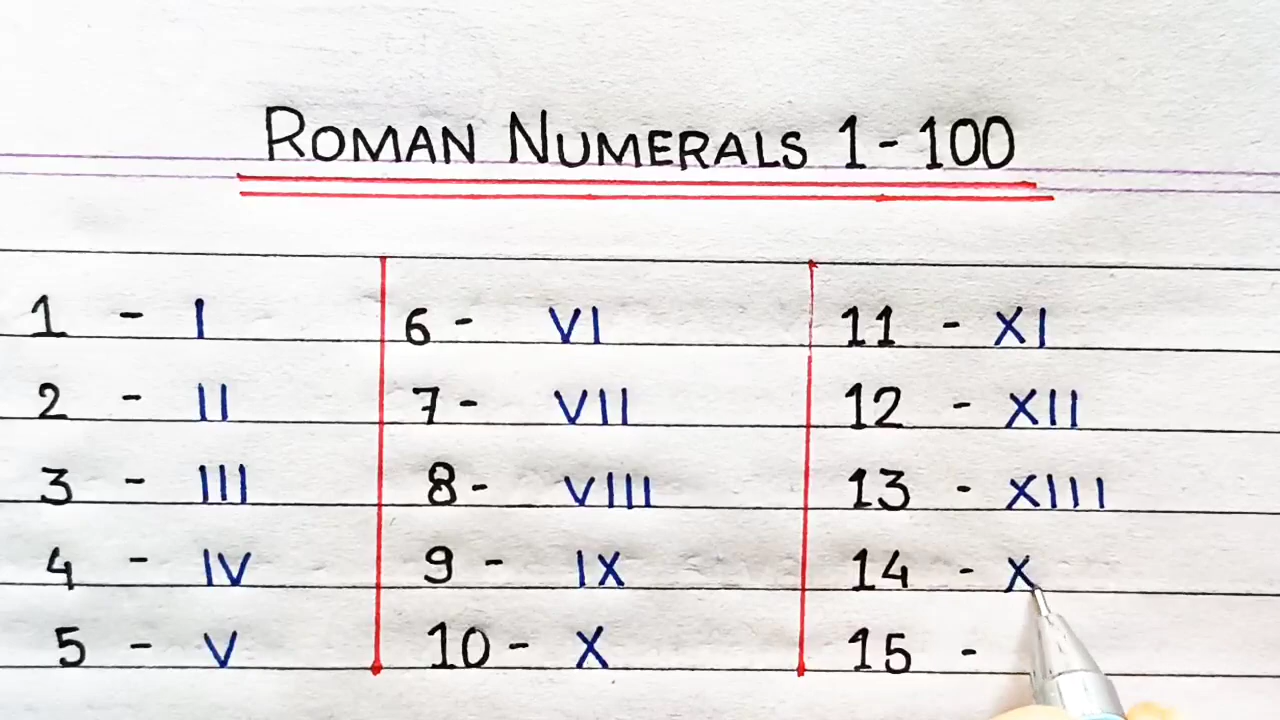 ROMAN NUMERALS 1-100
1 - I
2 - II
3 - III
4 - IV
5 - V
6 - VI
7 - VII
8 - VIII
9 - IX
10 - X
11 - XI
12 - XII
13 - XIII
14 - X
15 -